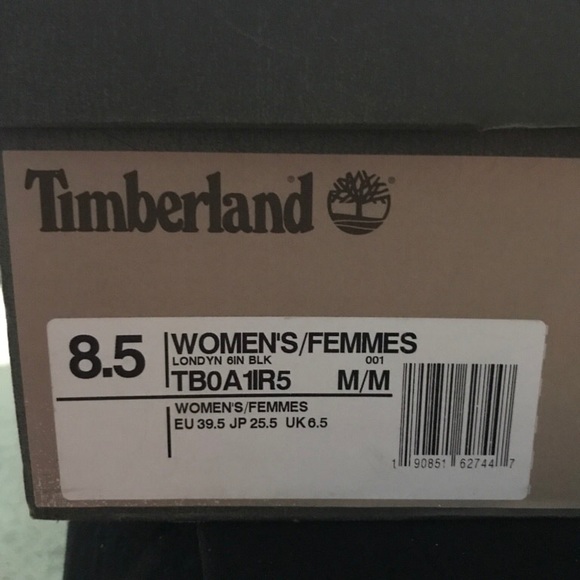 Timberland
8.5
WOMEN'S/FEMMES
LONDYN 6IN BLK 001
TB0A1IR5 M/M
WOMEN'S/FEMMES
EU 39.5 JP 25.5 UK 6.5
1 90851 62744 7